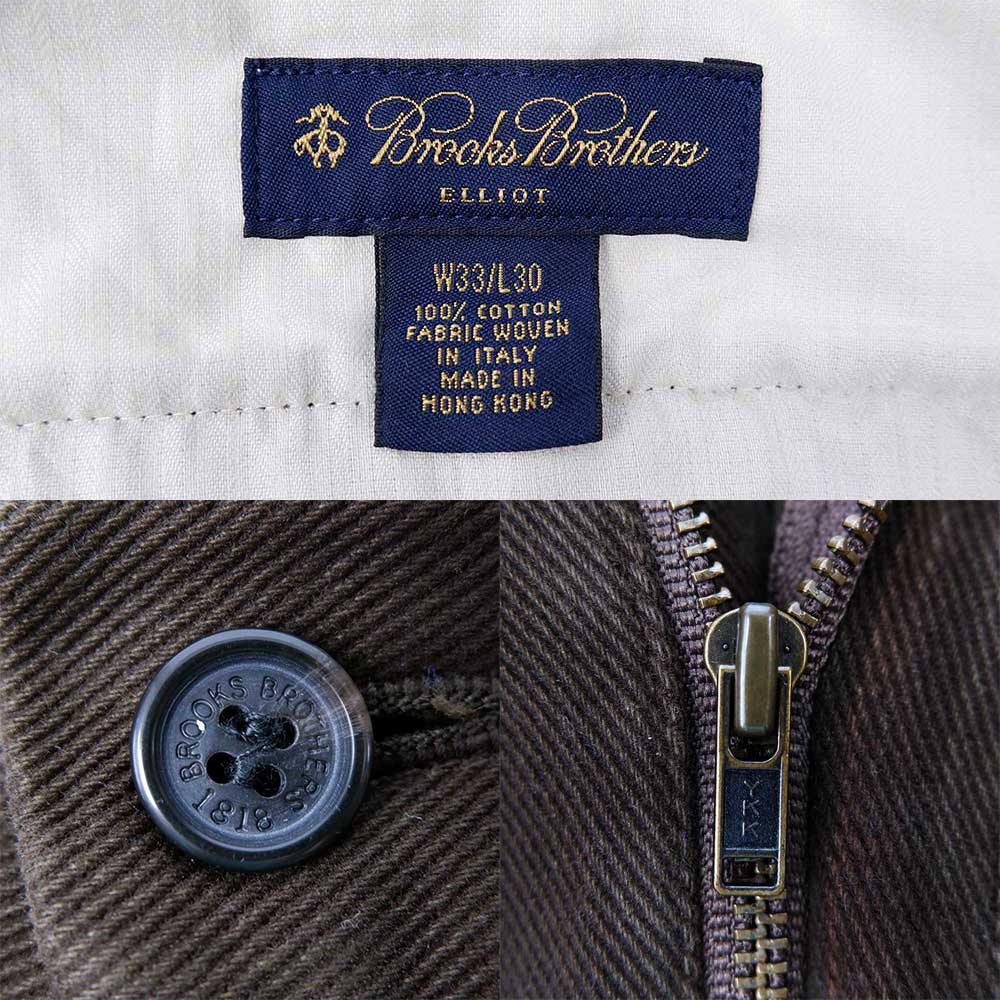 Brooks Brothers
ELLIOT
W33/L30
100% COTTON
FABRIC WOVEN
IN ITALY
MADE IN
HONG KONG
BROOKS BROTHERS
1818
YKK